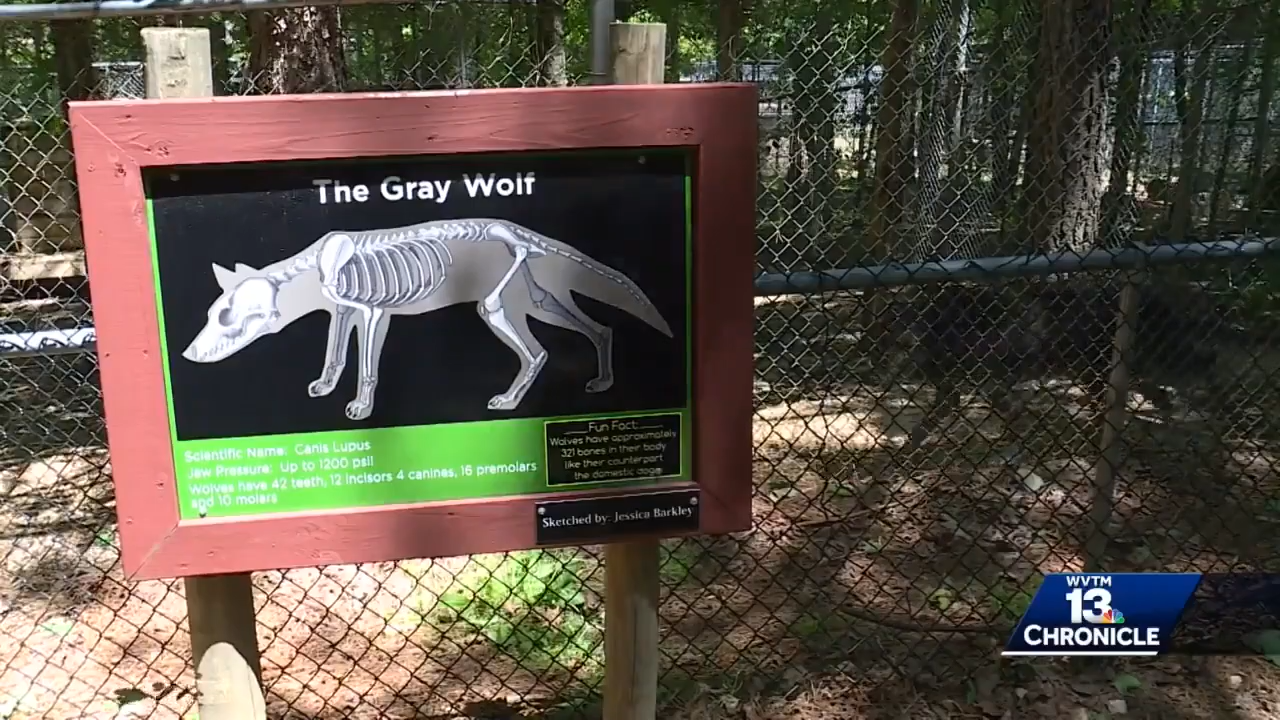 The Gray Wolf
Scientific Name: Canis Lupus
Jaw Pressure: Up to 1200 psi!
Wolves have 42 teeth, 12 incisors 4 canines, 16 premolars
and 10 molars
Fun Fact:
Wolves have approximately
321 bones in their body
like their counterpart
the domestic dog.
Sketched by: Jessica Barkley
WVTM
13
CHRONICLE